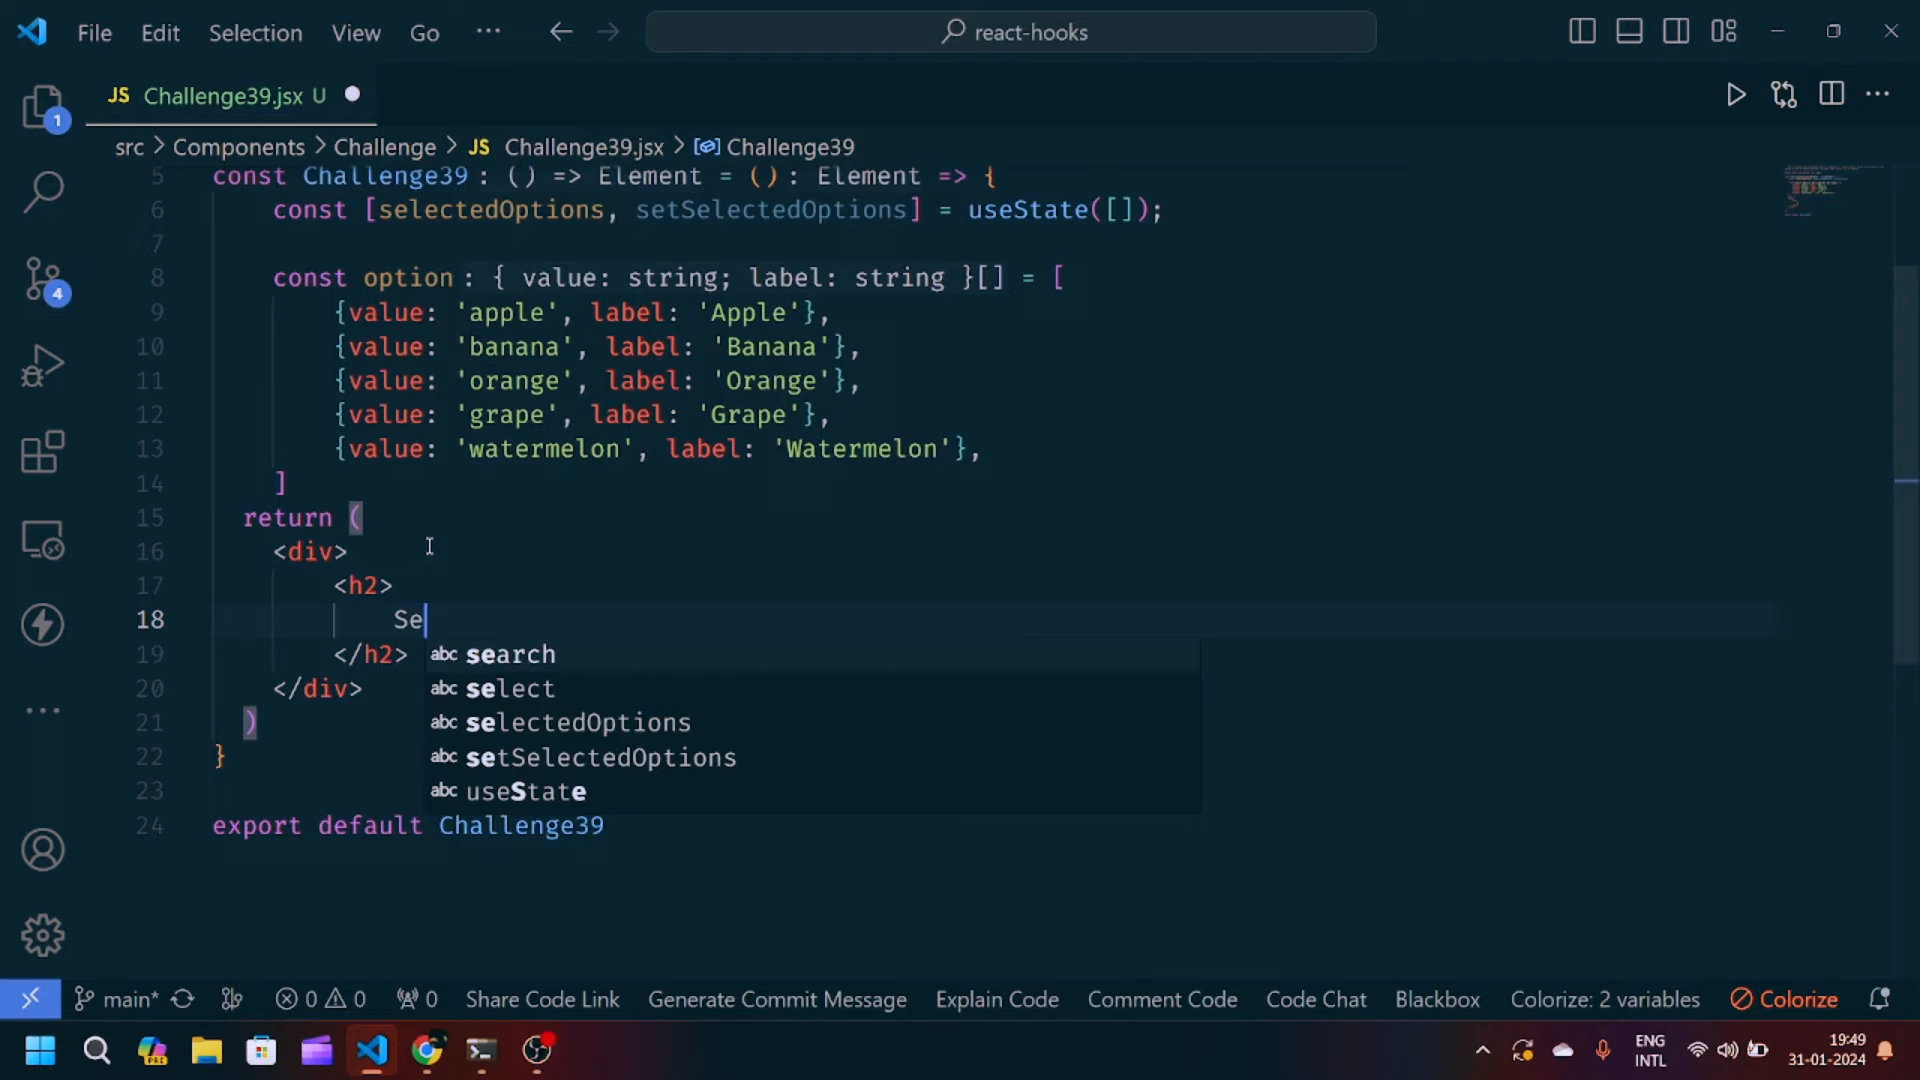 File Edit Selection View Go ... react-hooks
JS Challenge39.jsx U
src > Components > Challenge > JS Challenge39.jsx > Challenge39
1
4
5 const Challenge39: () => Element = (): Element => {
6 const [selectedOptions, setSelectedOptions] = useState([]);
7
8 const option: { value: string; label: string }[] = [
9 {value: 'apple', label: 'Apple'},
10 {value: 'banana', label: 'Banana'},
11 {value: 'orange', label: 'Orange'},
12 {value: 'grape', label: 'Grape'},
13 {value: 'watermelon', label: 'Watermelon'},
14 ]
15 return (
16 <div>
17 <h2>
18 Se
19 </h2>
abc search
20 </div>
abc select
21 )
abc selectedOptions
22 }
abc setSelectedOptions
23
abc useState
24 export default Challenge39
main* 0 0 0 Share Code Link Generate Commit Message Explain Code Comment Code Code Chat Blackbox Colorize: 2 variables Colorize
PRE
ENG
INTL
19:49
31-01-2024